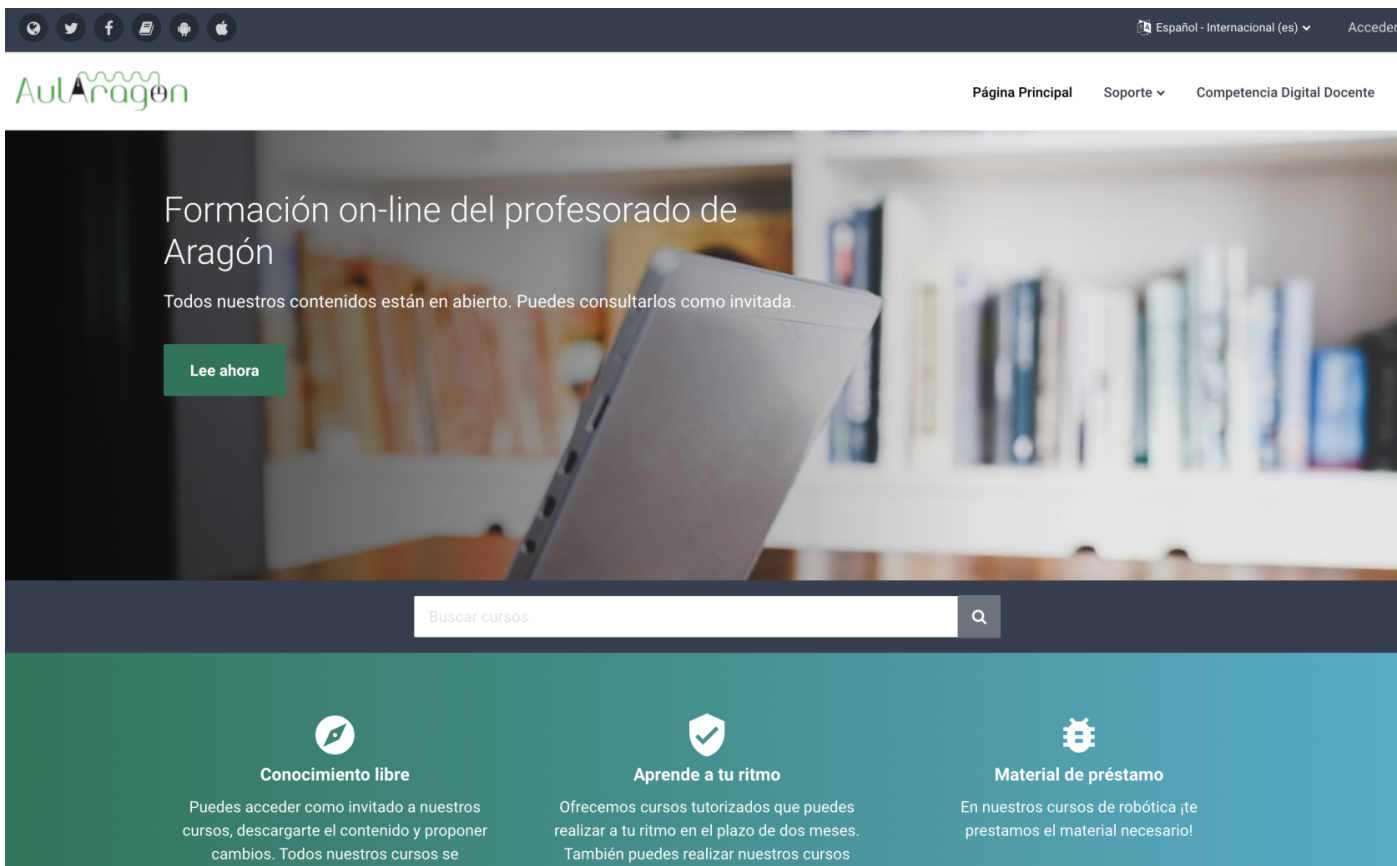 Español - Internacional (es)
Acceder
AulAragon
Página Principal
Soporte
Competencia Digital Docente
Formación on-line del profesorado de
Aragón
Todos nuestros contenidos están en abierto. Puedes consultarlos como invitada.
Lee ahora
Buscar cursos
Conocimiento libre
Puedes acceder como invitado a nuestros
cursos, descargarte el contenido y proponer
cambios. Todos nuestros cursos se
Aprende a tu ritmo
Ofrecemos cursos tutorizados que puedes
realizar a tu ritmo en el plazo de dos meses.
También puedes realizar nuestros cursos
Material de préstamo
En nuestros cursos de robótica ¡te
prestamos el material necesario!